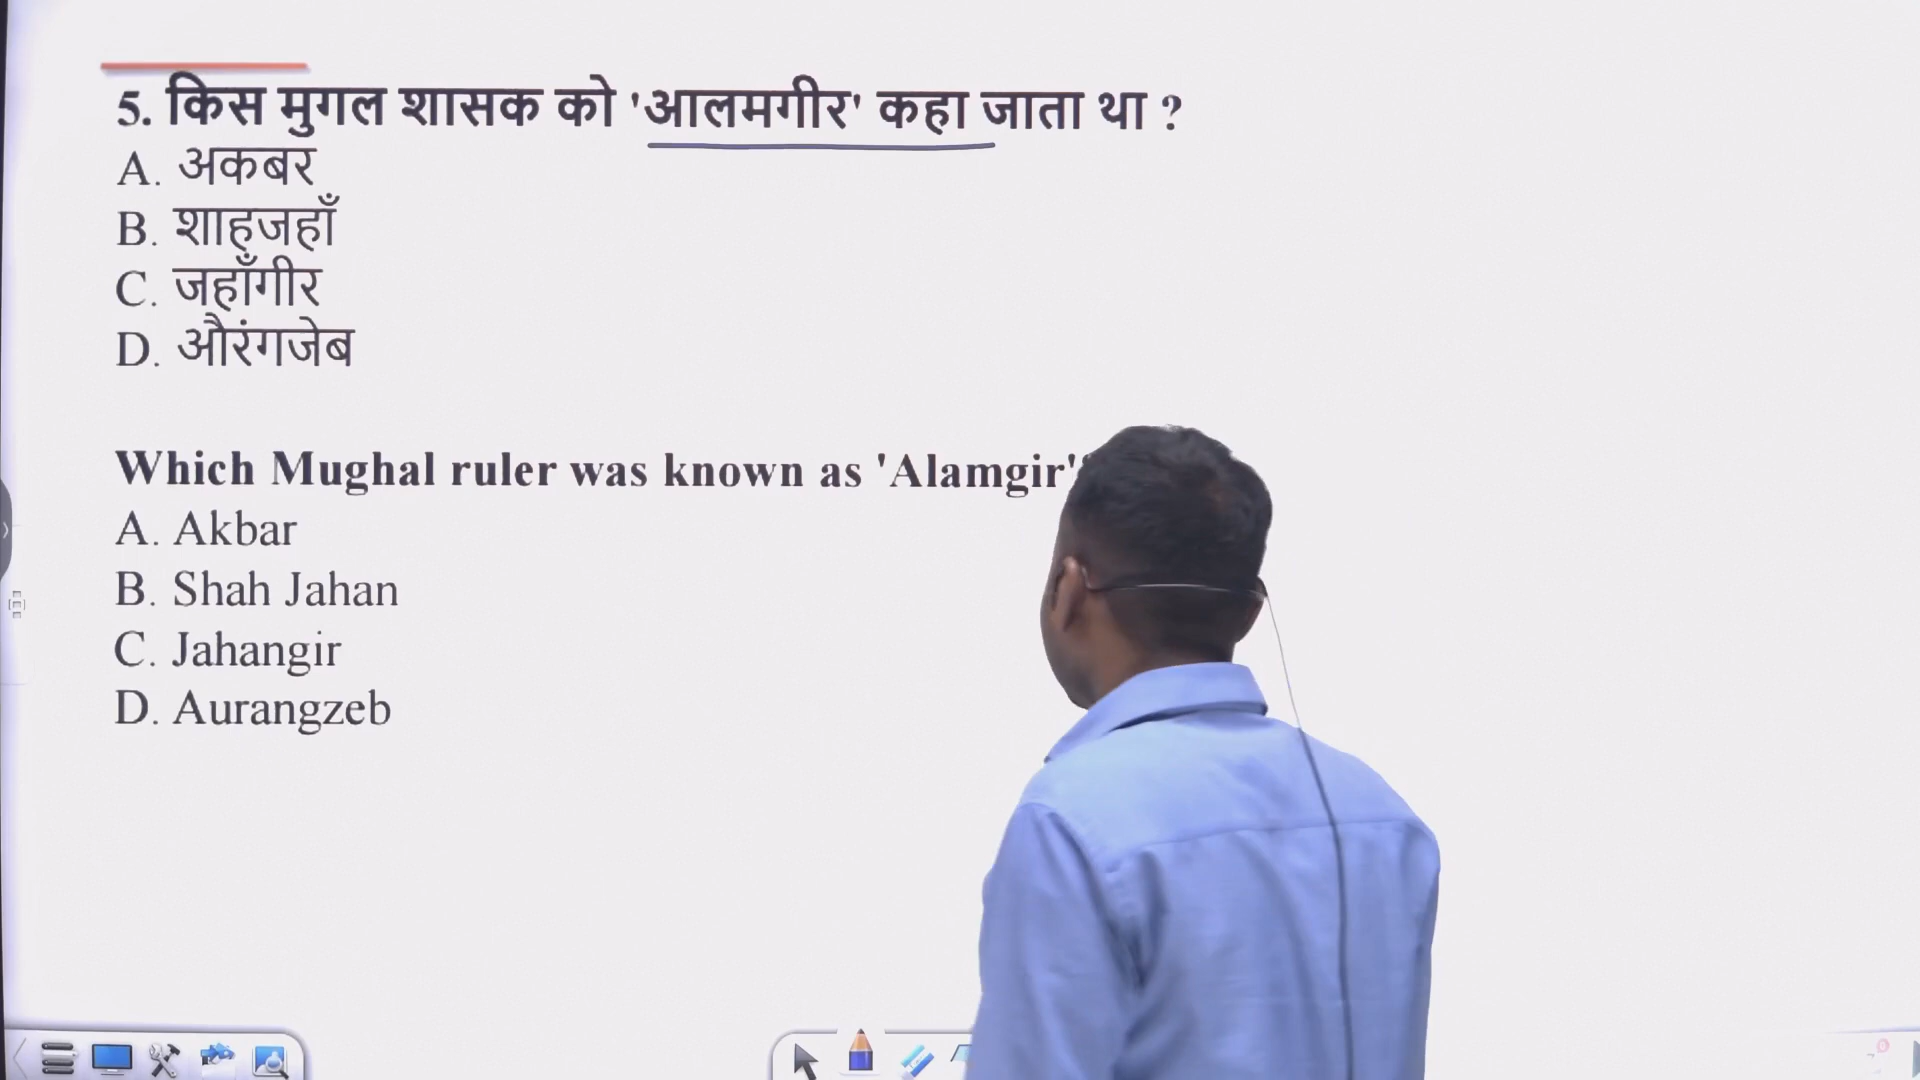 5. किस मुगल शासक को 'आलमगीर' कहा जाता था ?
A. अकबर
B. शाहजहाँ
C. जहाँगीर
D. औरंगजेब
Which Mughal ruler was known as 'Alamgir'
A. Akbar
B. Shah Jahan
C. Jahangir
D. Aurangzeb